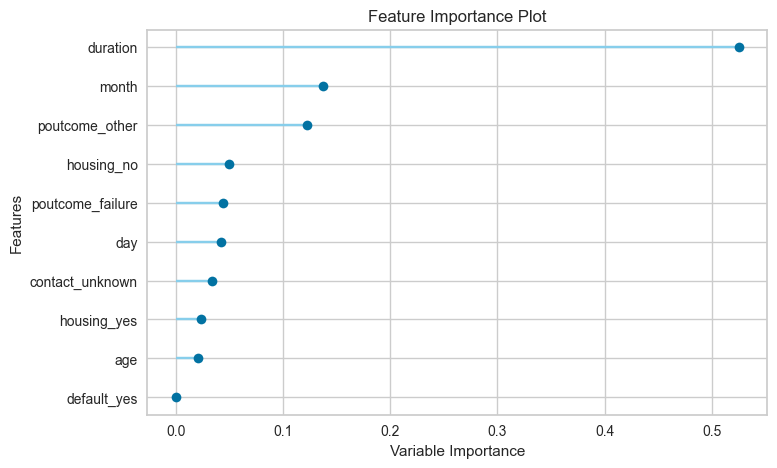 Feature Importance Plot
Features
duration
month
poutcome_other
housing_no
poutcome_failure
day
contact_unknown
housing_yes
age
default_yes
0.0 0.1 0.2 0.3 0.4 0.5
Variable Importance